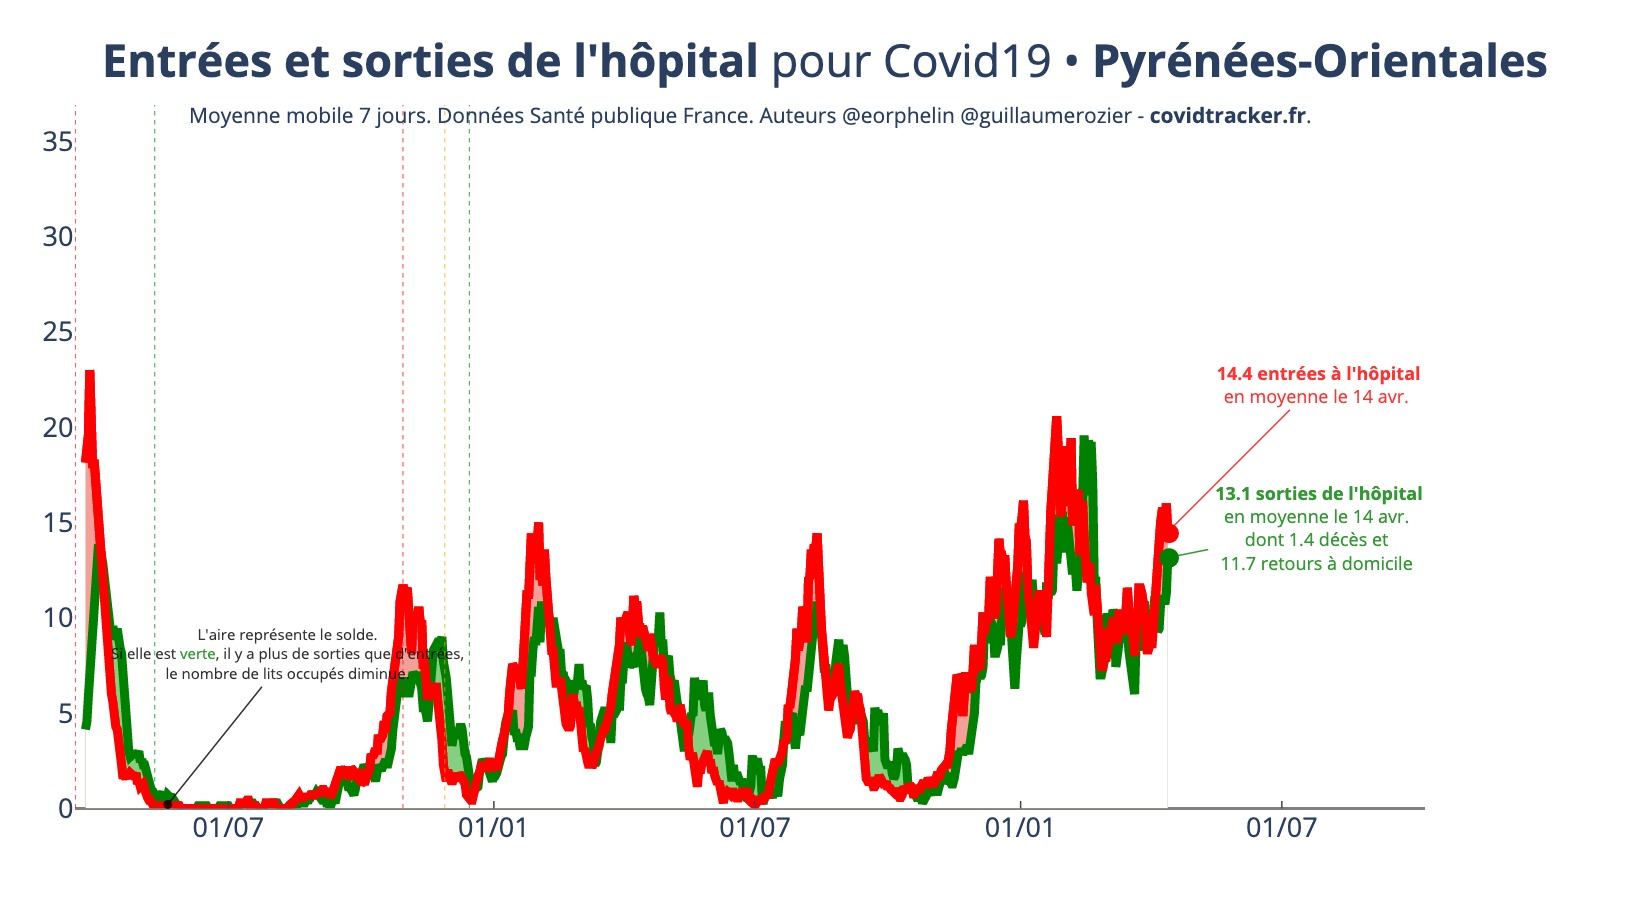 Entrées et sorties de l'hôpital pour Covid19 • Pyrénées-Orientales
Moyenne mobile 7 jours. Données Santé publique France. Auteurs @eorphelin @guillaumerozier - covidtracker.fr.
35
30
25
20
15
10
5
0
14.4 entrées à l'hôpital
en moyenne le 14 avr.
13.1 sorties de l'hôpital
en moyenne le 14 avr.
dont 1.4 décès et
11.7 retours à domicile
L'aire représente le solde.
Si elle est verte, il y a plus de sorties que d'entrées,
le nombre de lits occupés diminue.
01/07
01/01
01/07
01/01
01/07